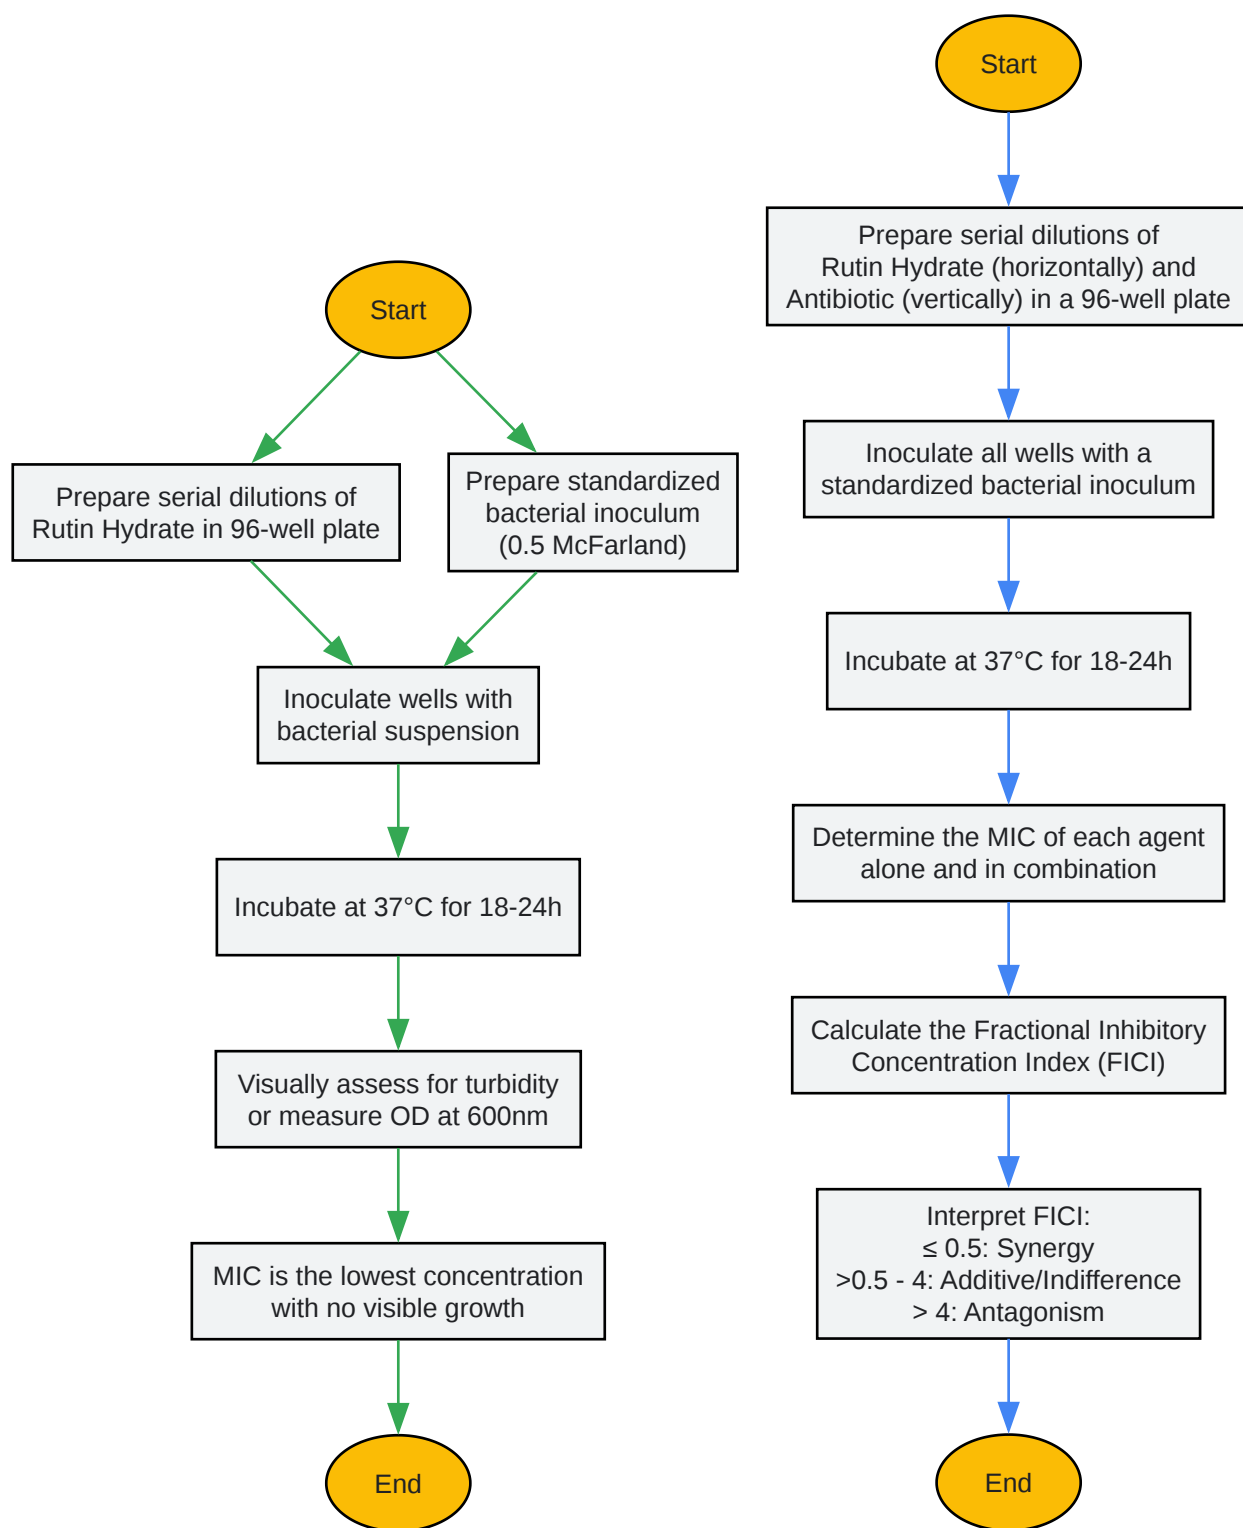 Start
Prepare serial dilutions of
Rutin Hydrate in 96-well plate
Prepare standardized
bacterial inoculum
(0.5 McFarland)
Inoculate wells with
bacterial suspension
Incubate at 37°C for 18-24h
Visually assess for turbidity
or measure OD at 600nm
MIC is the lowest concentration
with no visible growth
End
Start
Prepare serial dilutions of
Rutin Hydrate (horizontally) and
Antibiotic (vertically) in a 96-well plate
Inoculate all wells with a
standardized bacterial inoculum
Incubate at 37°C for 18-24h
Determine the MIC of each agent
alone and in combination
Calculate the Fractional Inhibitory
Concentration Index (FICI)
Interpret FICI:
≤ 0.5: Synergy
>0.5 - 4: Additive/Indifference
> 4: Antagonism
End